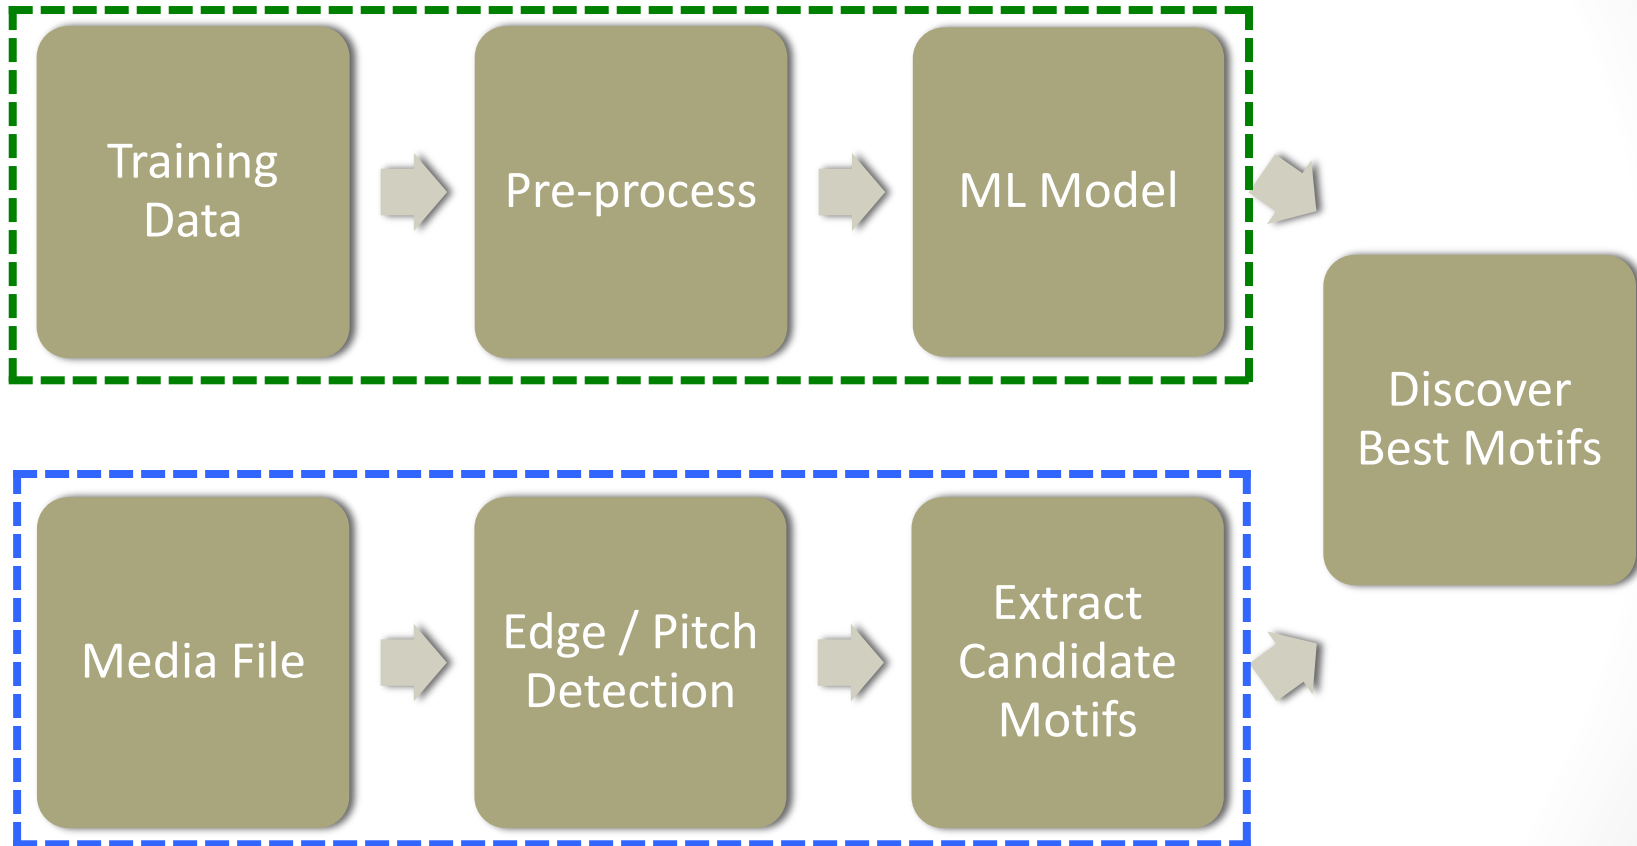 Training
Data
Pre-process
ML Model
Discover
Best Motifs
Media File
Edge / Pitch
Detection
Extract
Candidate
Motifs